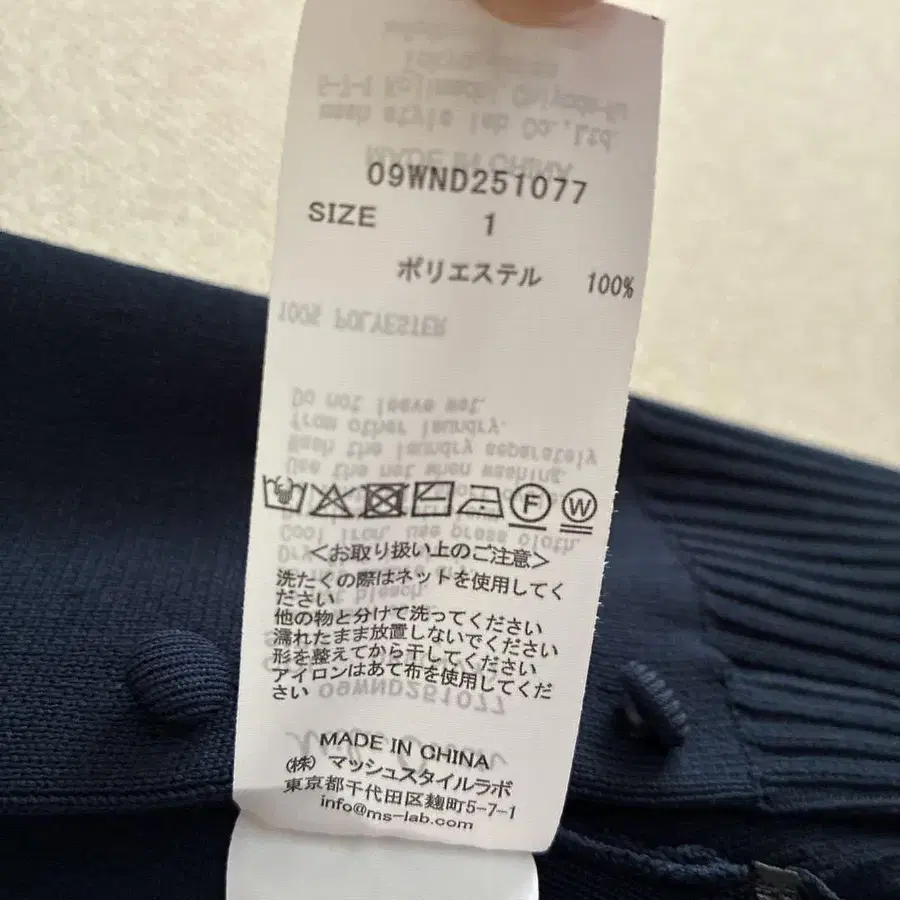 09WND251077
SIZE 1
ポリエステル 100%
F W
<お取り扱い上のご注意>
洗たくの際はネットを使用してく
ださい
他の物と分けて洗ってください
濡れたまま放置しないでください
形を整えてから干してください
アイロンはあて布を使用してくだ
さい
MADE IN CHINA
(株) マッシュスタイルラボ
東京都千代田区麹町5-7-1
info@ms-lab.com